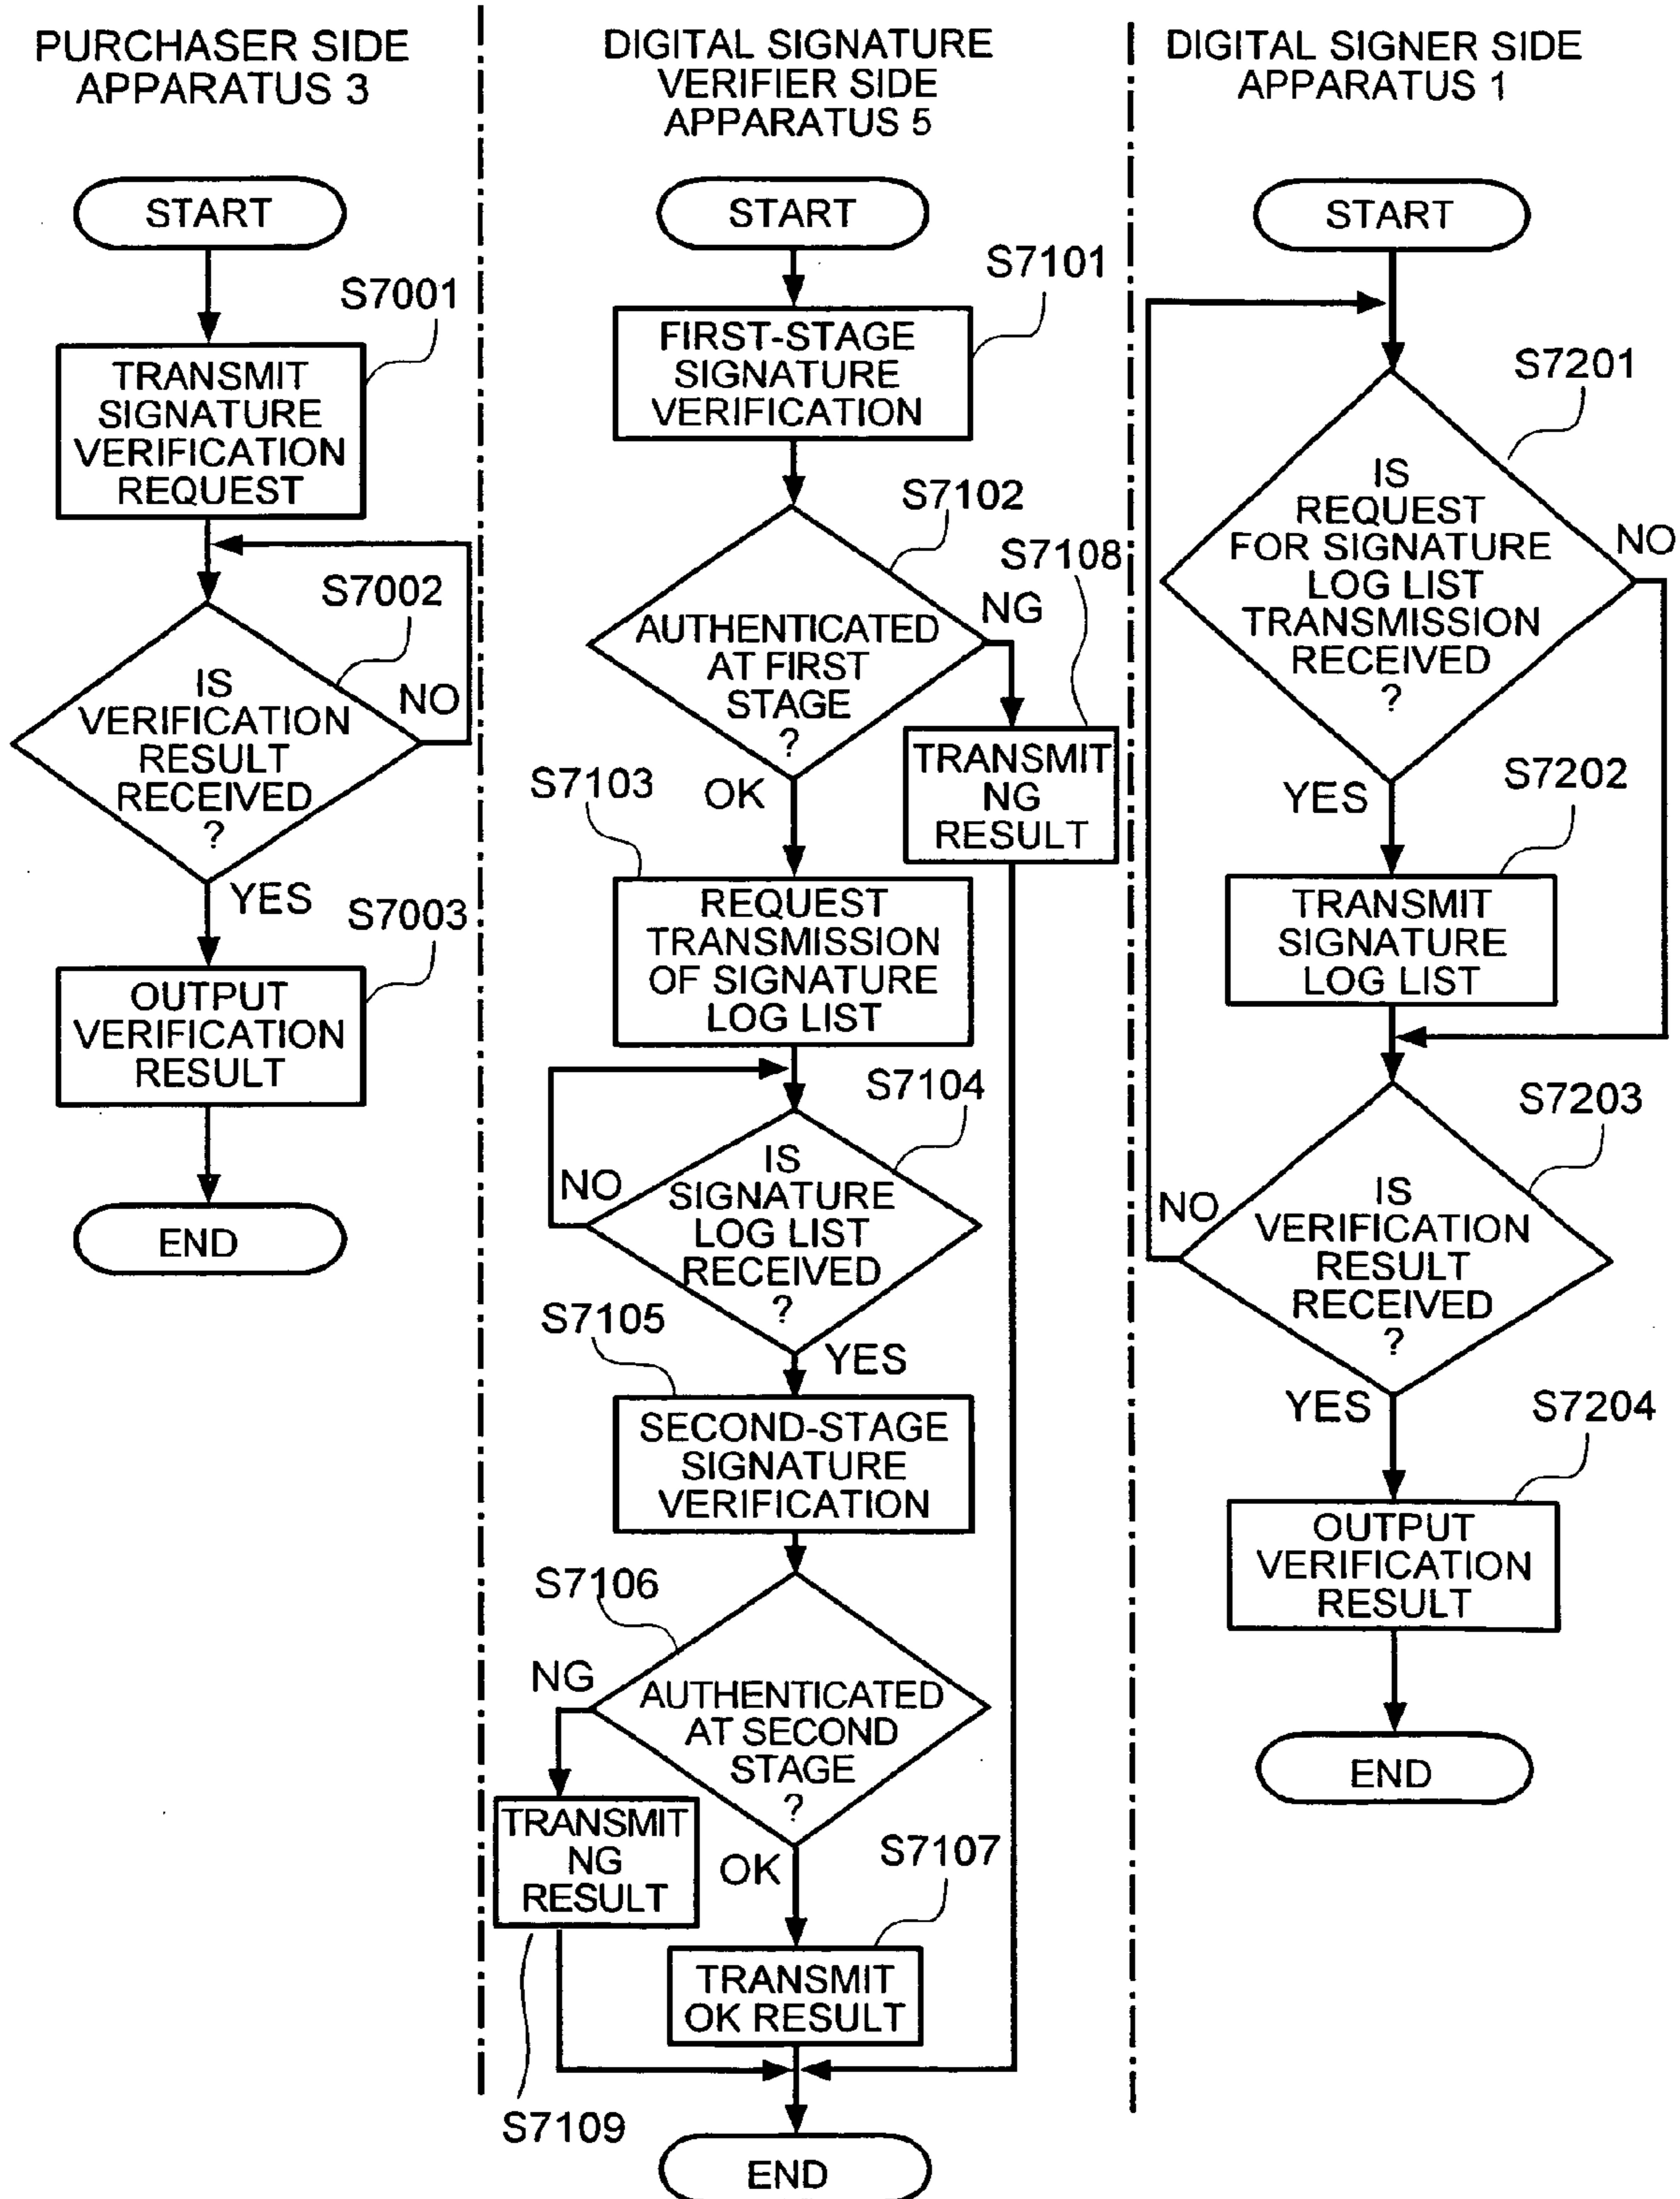 PURCHASER SIDE
APPARATUS 3
START
S7001
TRANSMIT
SIGNATURE
VERIFICATION
REQUEST
S7002
IS
VERIFICATION
RESULT
RECEIVED
?
NO
YES
S7003
OUTPUT
VERIFICATION
RESULT
END
DIGITAL SIGNATURE
VERIFIER SIDE
APPARATUS 5
START
S7101
FIRST-STAGE
SIGNATURE
VERIFICATION
S7102
AUTHENTICATED
AT FIRST
STAGE
?
NG
S7108
TRANSMIT
NG
RESULT
OK
S7103
REQUEST
TRANSMISSION
OF SIGNATURE
LOG LIST
S7104
IS
SIGNATURE
LOG LIST
RECEIVED
?
NO
YES
S7105
SECOND-STAGE
SIGNATURE
VERIFICATION
S7106
AUTHENTICATED
AT SECOND
STAGE
?
NG
TRANSMIT
NG
RESULT
S7109
OK
S7107
TRANSMIT
OK RESULT
END
DIGITAL SIGNER SIDE
APPARATUS 1
START
S7201
IS
REQUEST
FOR SIGNATURE
LOG LIST
TRANSMISSION
RECEIVED
?
NO
YES
S7202
TRANSMIT
SIGNATURE
LOG LIST
S7203
IS
VERIFICATION
RESULT
RECEIVED
?
NO
YES
S7204
OUTPUT
VERIFICATION
RESULT
END